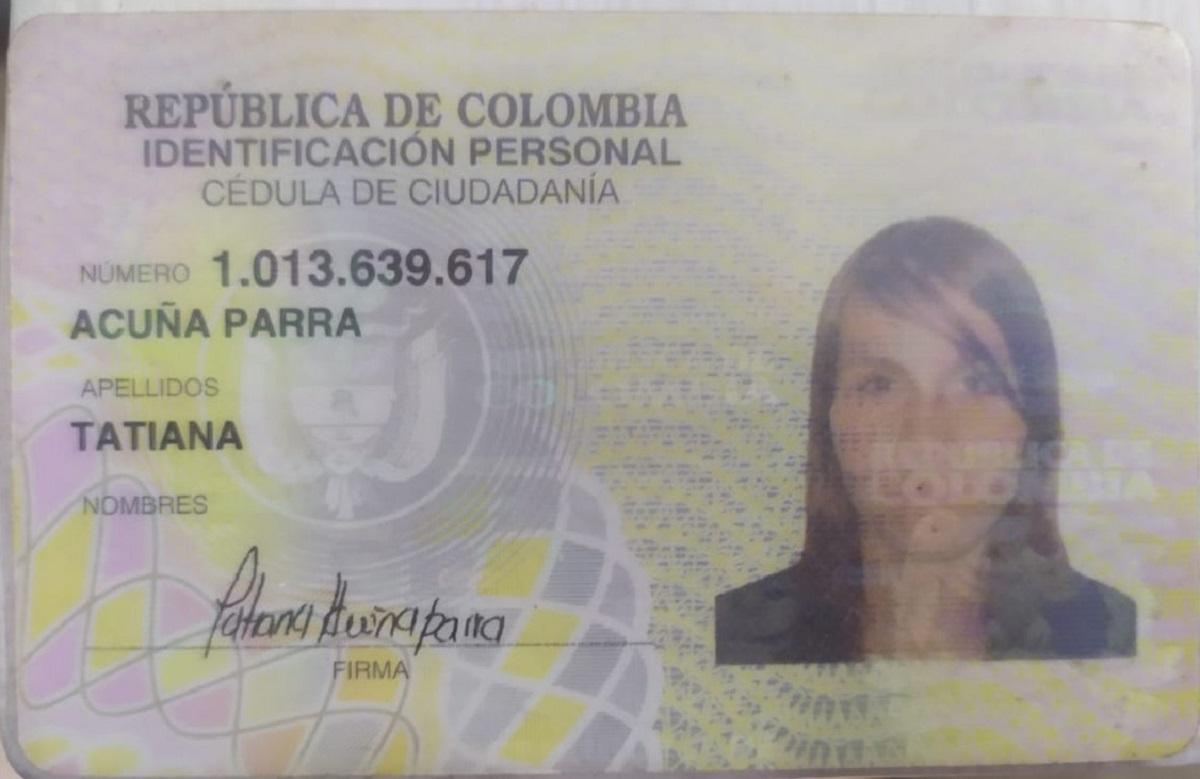 REPÚBLICA DE COLOMBIA
IDENTIFICACIÓN PERSONAL
CÉDULA DE CIUDADANÍA
NÚMERO 1.013.639.617
ACUÑA PARRA
APELLIDOS
TATIANA
NOMBRES
Tatiana Acuña parra
FIRMA
REPUBLICA DE
COLOMBIA